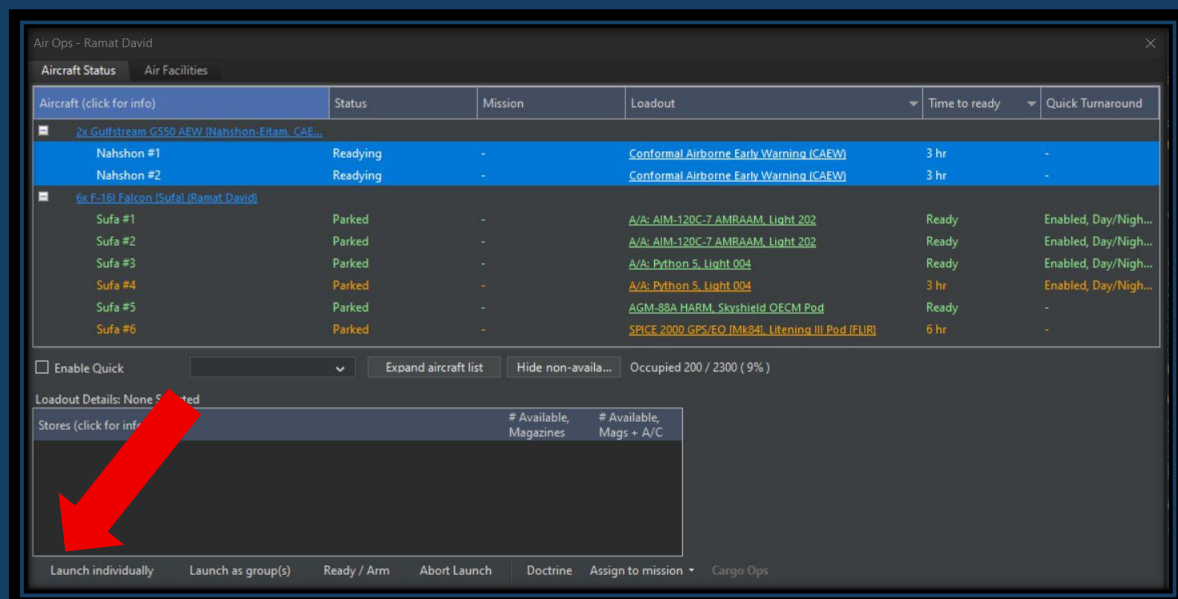 Air Ops - Ramat David
Aircraft Status Air Facilities
Aircraft (click for info) Status Mission Loadout Time to ready Quick Turnaround
2x Gulfstream G550 AEW [Nahshon-Eitam, CAE...
Nahshon #1 Readying - Conformal Airborne Early Warning (CAEW) 3 hr -
Nahshon #2 Readying - Conformal Airborne Early Warning (CAEW) 3 hr -
6x F-16I Falcon [Sufa] (Ramat David)
Sufa #1 Parked - A/A: AIM-120C-7 AMRAAM, Light 202 Ready Enabled, Day/Nigh...
Sufa #2 Parked - A/A: AIM-120C-7 AMRAAM, Light 202 Ready Enabled, Day/Nigh...
Sufa #3 Parked - A/A: Python 5, Light 004 Ready Enabled, Day/Nigh...
Sufa #4 Parked - A/A: Python 5, Light 004 3 hr Enabled, Day/Nigh...
Sufa #5 Parked - AGM-88A HARM, Skyshield OECM Pod Ready -
Sufa #6 Parked - SPICE 2000 GPS/EO [Mk84], Litening III Pod [FLIR] 6 hr -
Enable Quick Expand aircraft list Hide non-availa... Occupied 200 / 2300 ( 9% )
Loadout Details: None Selected
Stores (click for info) # Available, Magazines # Available, Mags + A/C
Launch individually Launch as group(s) Ready / Arm Abort Launch Doctrine Assign to mission Cargo Ops